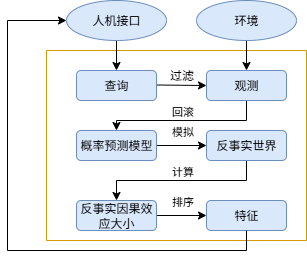 人机接口
环境
查询
过滤
观测
回滚
概率预测模型
模拟
反事实世界
计算
反事实因果效
应大小
排序
特征